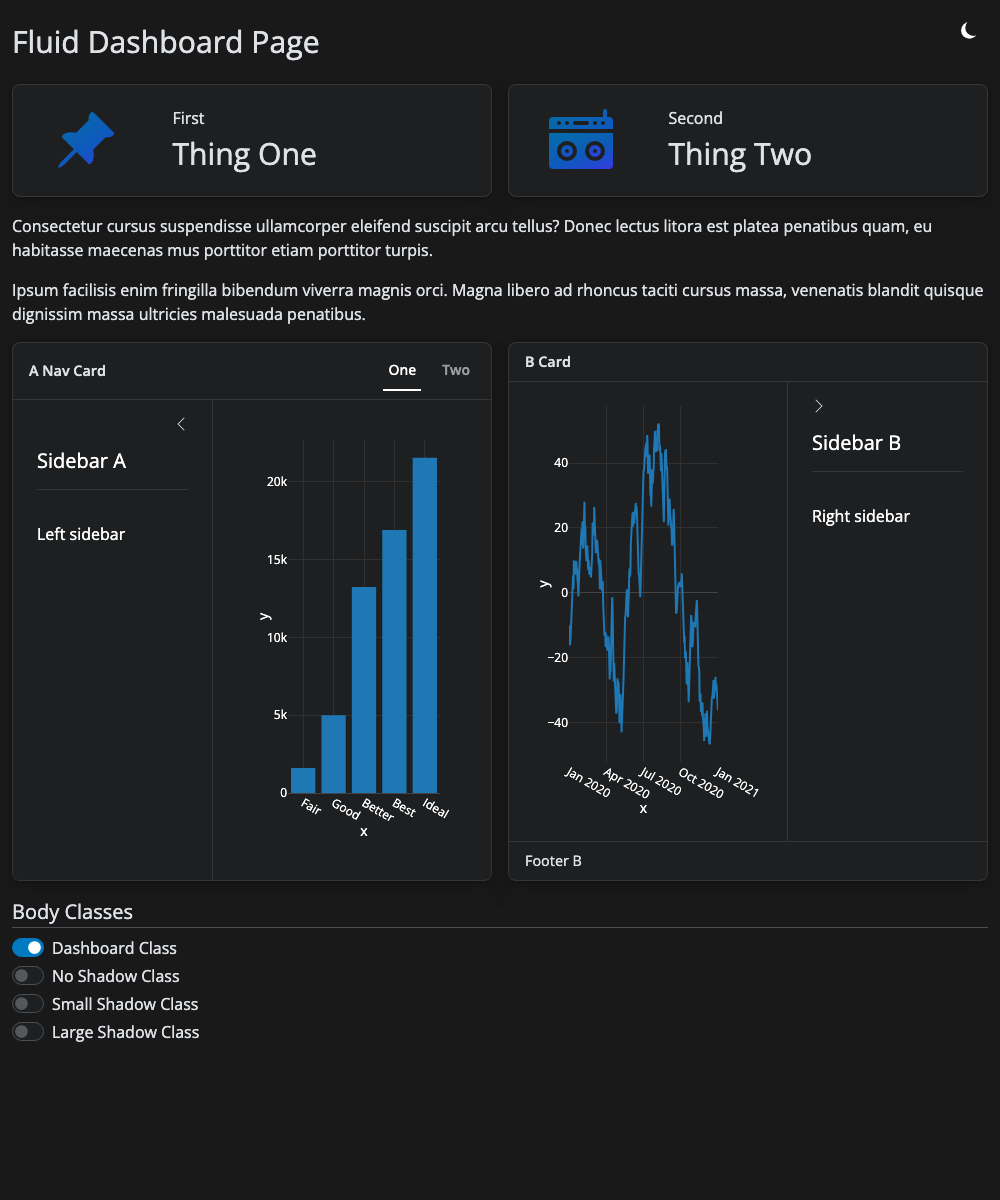 Fluid Dashboard Page
First
Thing One
Second
Thing Two
Consectetur cursus suspendisse ullamcorper eleifend suscipit arcu tellus? Donec lectus litora est platea penatibus quam, eu
habitasse maecenas mus porttitor etiam porttitor turpis.
Ipsum facilisis enim fringilla bibendum viverra magnis orci. Magna libero ad rhoncus taciti cursus massa, venenatis blandit quisque
dignissim massa ultricies malesuada penatibus.
A Nav Card
One
Two
Sidebar A
Left sidebar
20k
15k
10k
5k
0
y
Fair
Good
Better
Best
Ideal
x
B Card
40
20
0
−20
−40
y
Jan 2020
Apr 2020
Jul 2020
Oct 2020
Jan 2021
x
Sidebar B
Right sidebar
Footer B
Body Classes
Dashboard Class
No Shadow Class
Small Shadow Class
Large Shadow Class